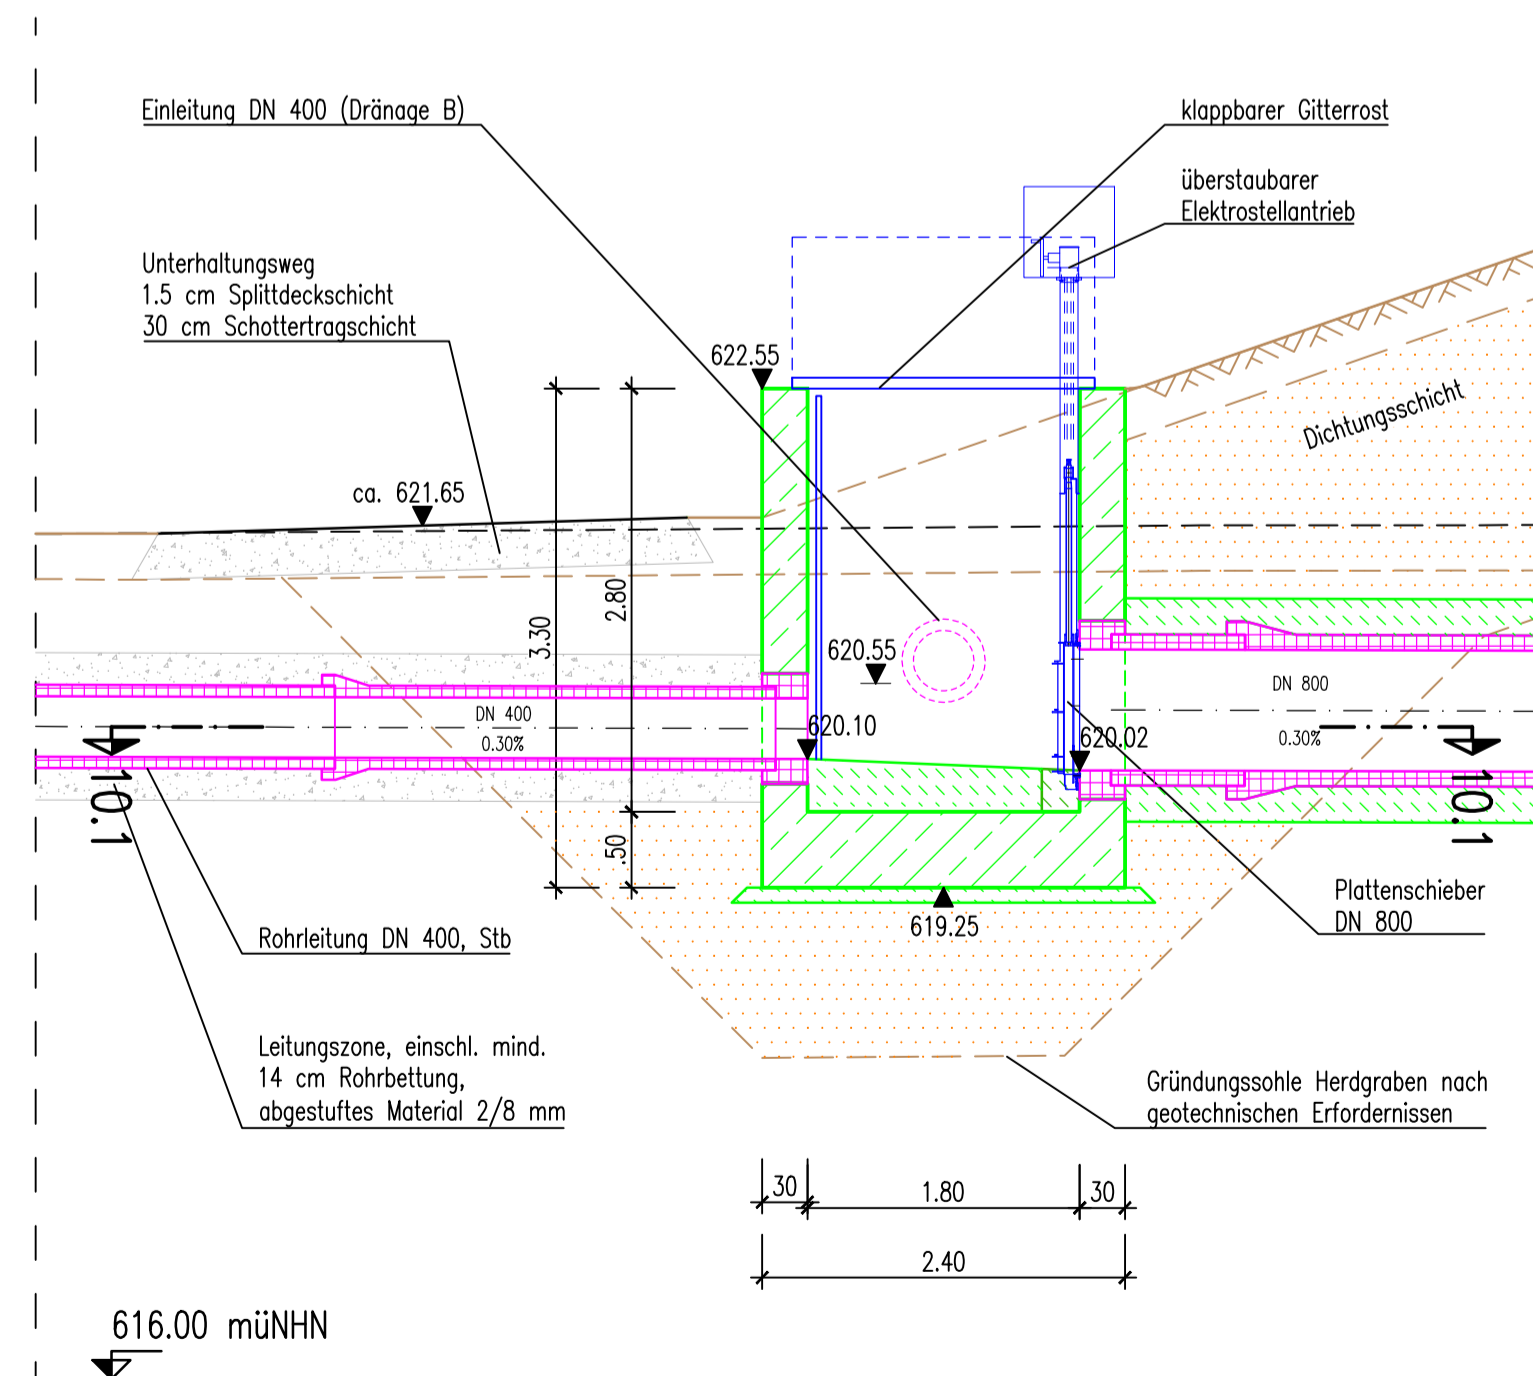 Einleitung DN 400 (Dränage B)
klappbarer Gitterrost
überstaubarer
Elektrostellantrieb
Unterhaltungsweg
1.5 cm Splittdeckschicht
30 cm Schottertragschicht
622.55
Dichtungsschicht
ca. 621.65
2.80
3.30
620.55
DN 400
0.30%
620.10
620.02
DN 800
0.30%
10.1
10.1
.50
619.25
Plattenschieber
DN 800
Rohrleitung DN 400, Stb
Leitungszone, einschl. mind.
14 cm Rohrbettung,
abgestuftes Material 2/8 mm
Gründungssohle Herdgraben nach
geotechnischen Erfordernissen
30
1.80
30
2.40
616.00 müNHN